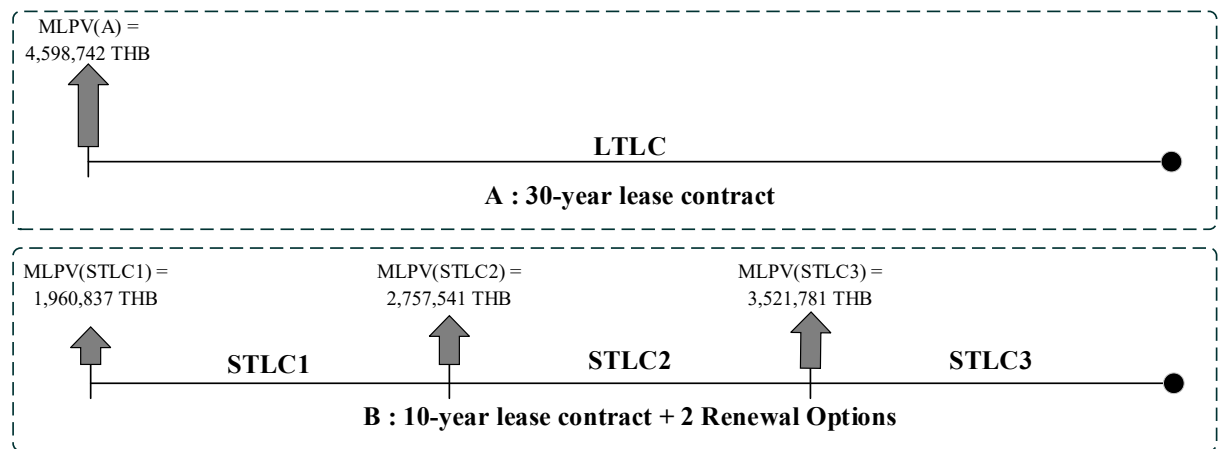 MLPV(A) =
4,598,742 THB
LTLC
A : 30-year lease contract
MLPV(STLC1) =
1,960,837 THB
MLPV(STLC2) =
2,757,541 THB
MLPV(STLC3) =
3,521,781 THB
STLC1
STLC2
STLC3
B : 10-year lease contract + 2 Renewal Options